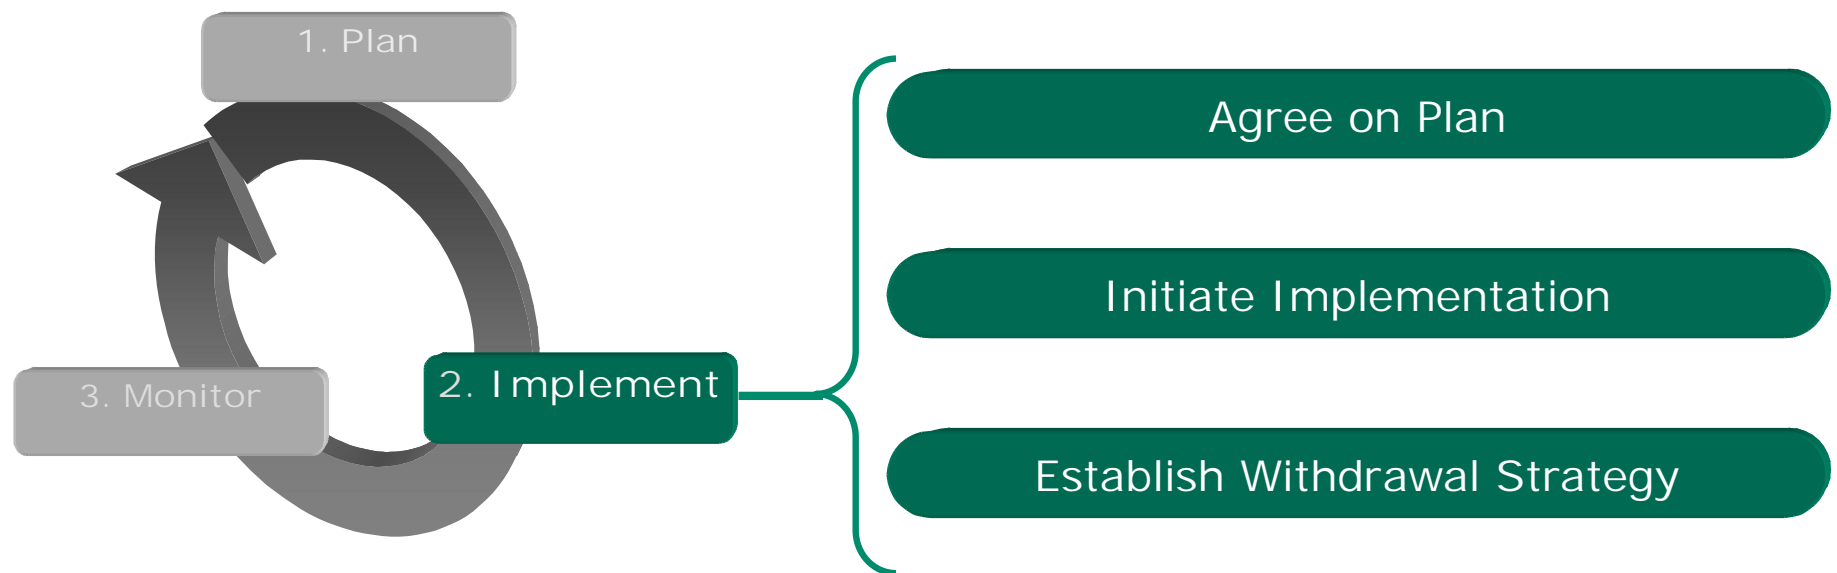 1. Plan
Agree on Plan
Initiate Implementation
2. Implement
3. Monitor
Establish Withdrawal Strategy